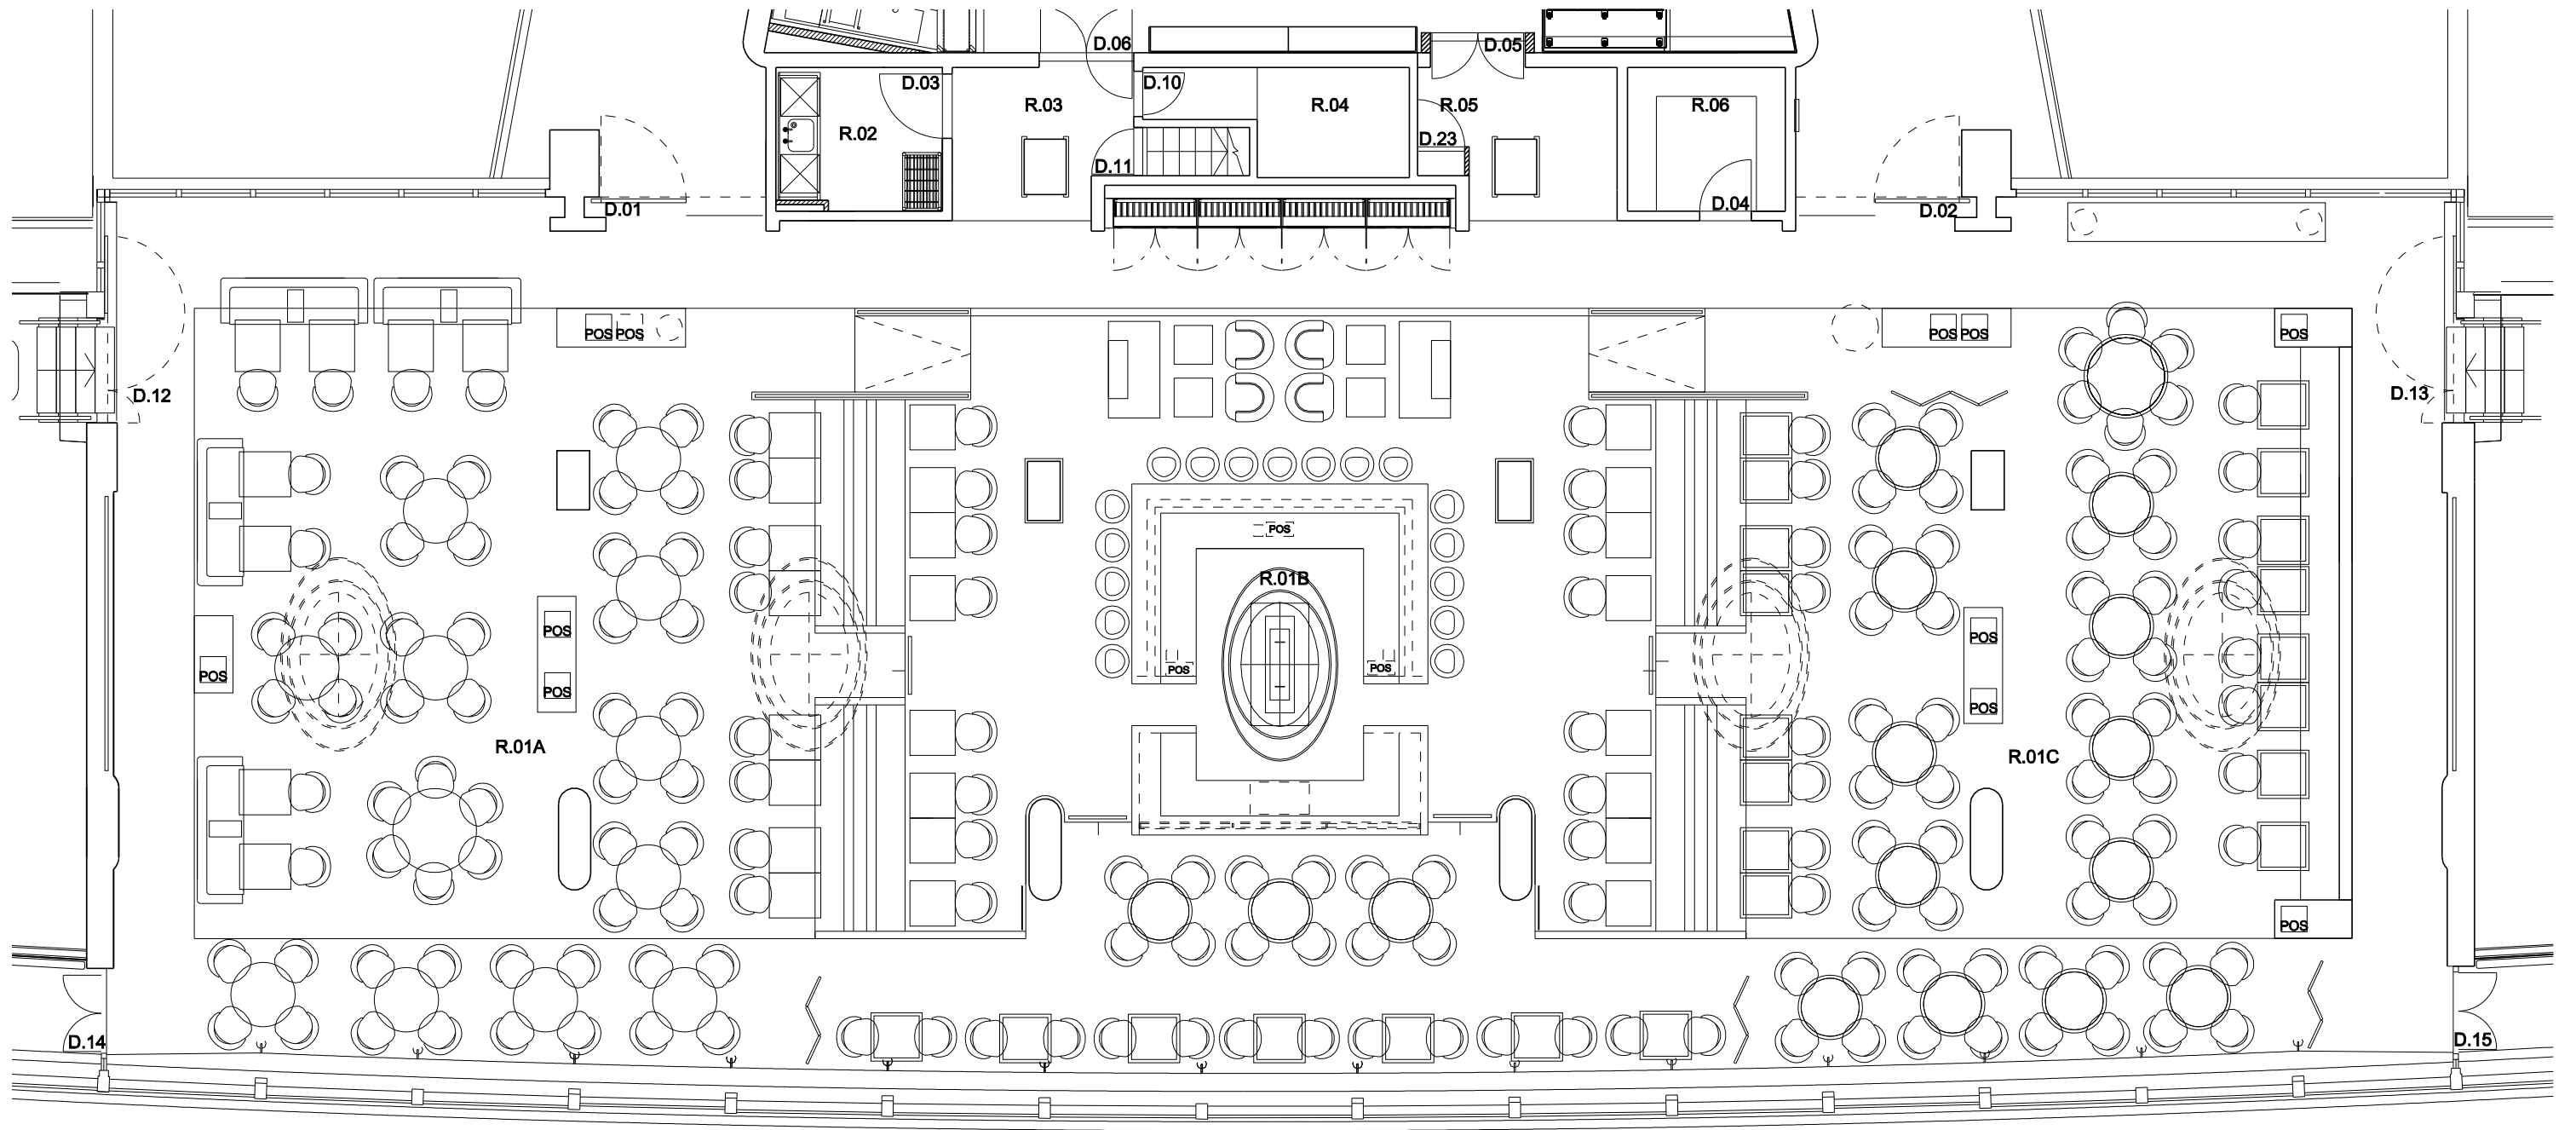 D.06
D.05
D.03
D.10
R.03
R.04
R.05
R.06
R.02
D.23
D.11
D.01
D.04
D.02
POS POS
POS POS
POS
D.12
D.13
POS
R.01B
POS
POS
POS
POS
POS
POS
POS
POS
R.01A
R.01C
POS
D.14
D.15